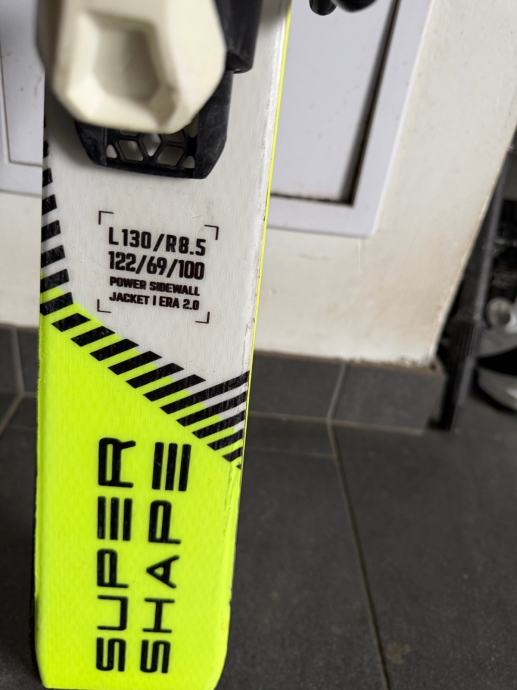 L130/R8.5
122/69/100
POWER SIDEWALL
JACKET I ERA 2.0
SUPER
SHAPE